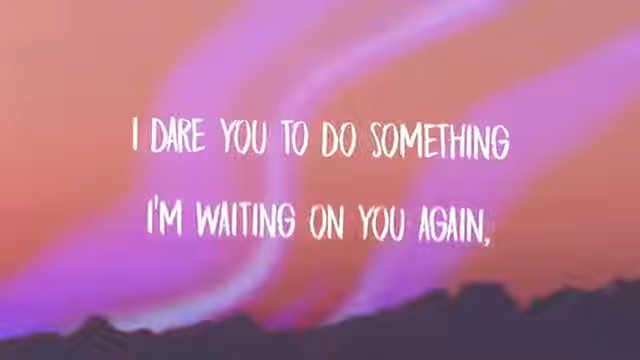 I DARE YOU TO DO SOMETHING
I'M WAITING ON YOU AGAIN,